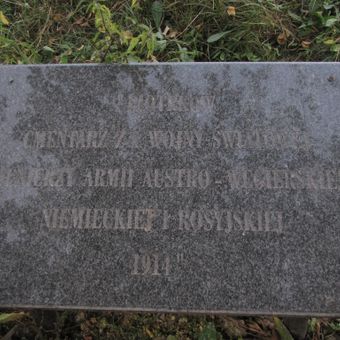 CMENTARZ Z I WOJNY ŚWIATOWEJ
ARMII AUSTRO - WĘGIERSKIEJ
NIEMIECKIEJ I ROSYJSKIEJ
1914"